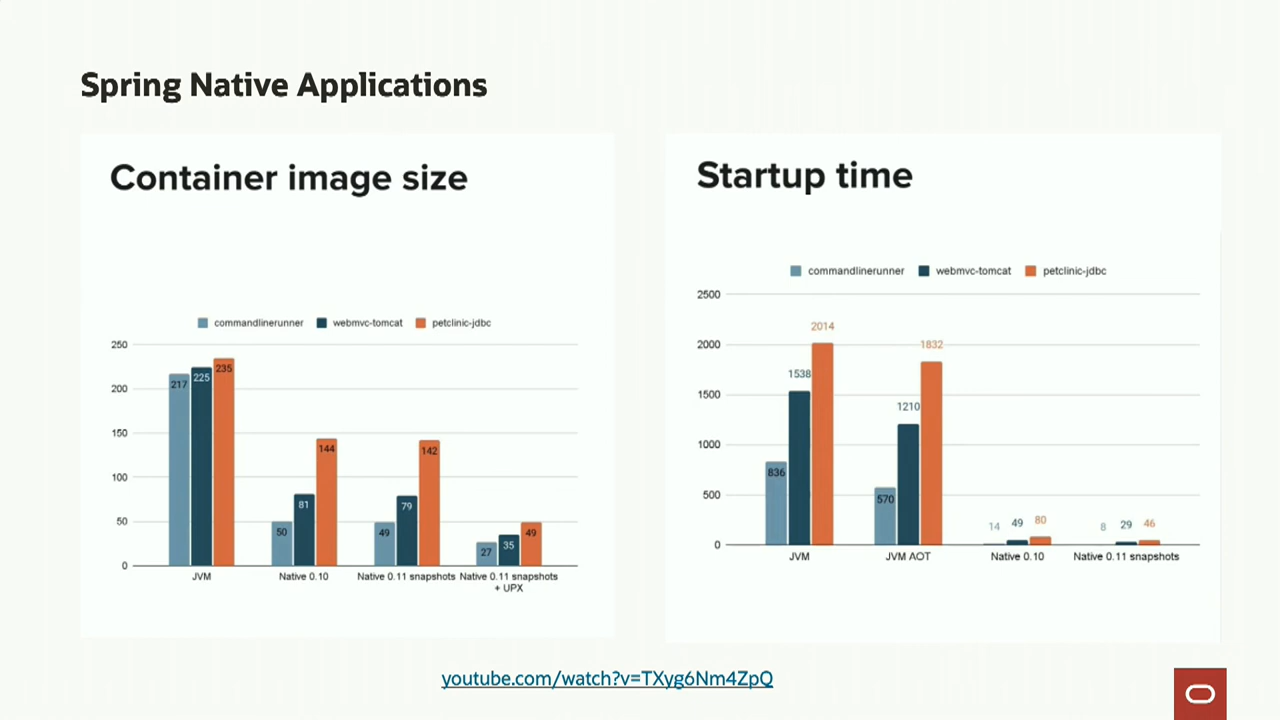 Spring Native Applications
Container image size
commandlinerunner webmvc-tomcat petclinic-jdbc
250
200
150
100
50
0
217 225 235
50 81 144
49 79 142
27 35 49
JVM Native 0.10 Native 0.11 snapshots Native 0.11 snapshots
+ UPX
Startup time
commandlinerunner webmvc-tomcat petclinic-jdbc
2500
2000
1500
1000
500
0
836 1538 2014
570 1210 1832
14 49 80
8 29 46
JVM JVM AOT Native 0.10 Native 0.11 snapshots
youtube.com/watch?v=TXyg6Nm4ZpQ